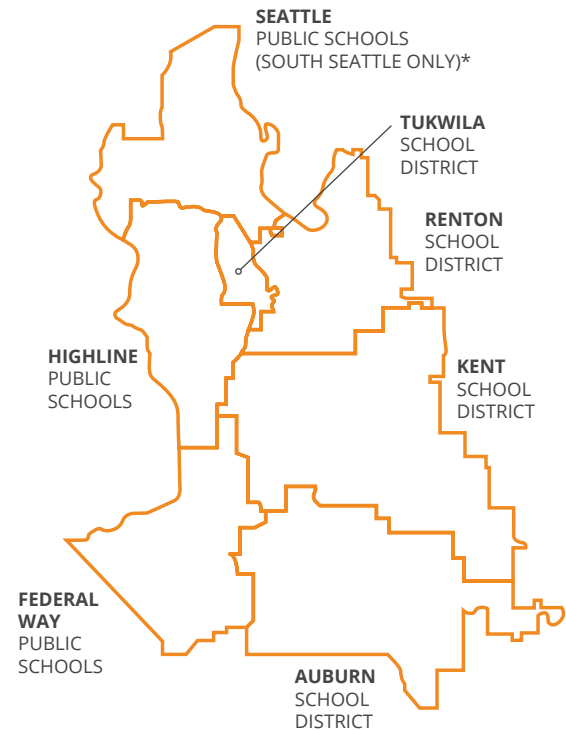 SEATTLE
PUBLIC SCHOOLS
(SOUTH SEATTLE ONLY)*
TUKWILA
SCHOOL
DISTRICT
RENTON
SCHOOL
DISTRICT
HIGHLINE
PUBLIC
SCHOOLS
KENT
SCHOOL
DISTRICT
FEDERAL
WAY
PUBLIC
SCHOOLS
AUBURN
SCHOOL
DISTRICT